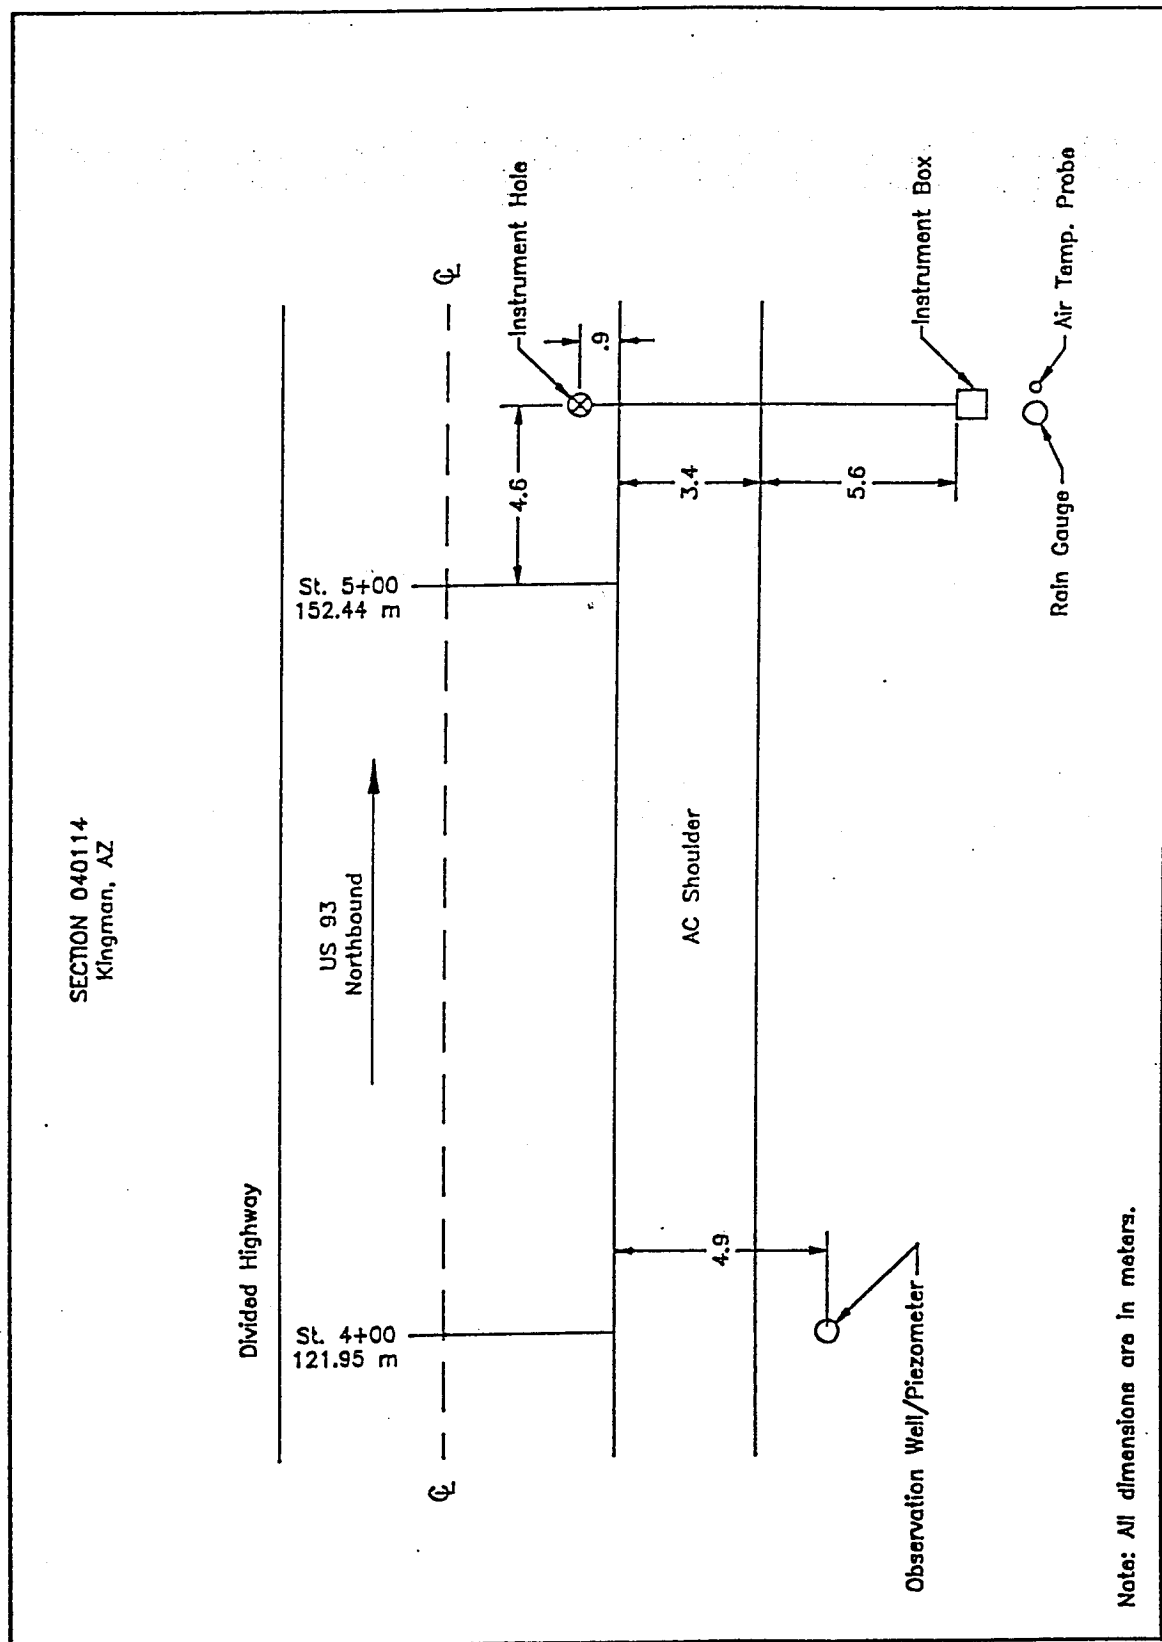 SECTION 040114
Kingman, AZ
Divided Highway
St. 4+00
121.95 m
US 93
Northbound
St. 5+00
152.44 m
℄
℄
4.6
Instrument Hole
.9
4.9
AC Shoulder
3.4
5.6
Instrument Box
Observation Well/Piezometer
Rain Gauge
Air Temp. Probe
Note: All dimensions are in meters.